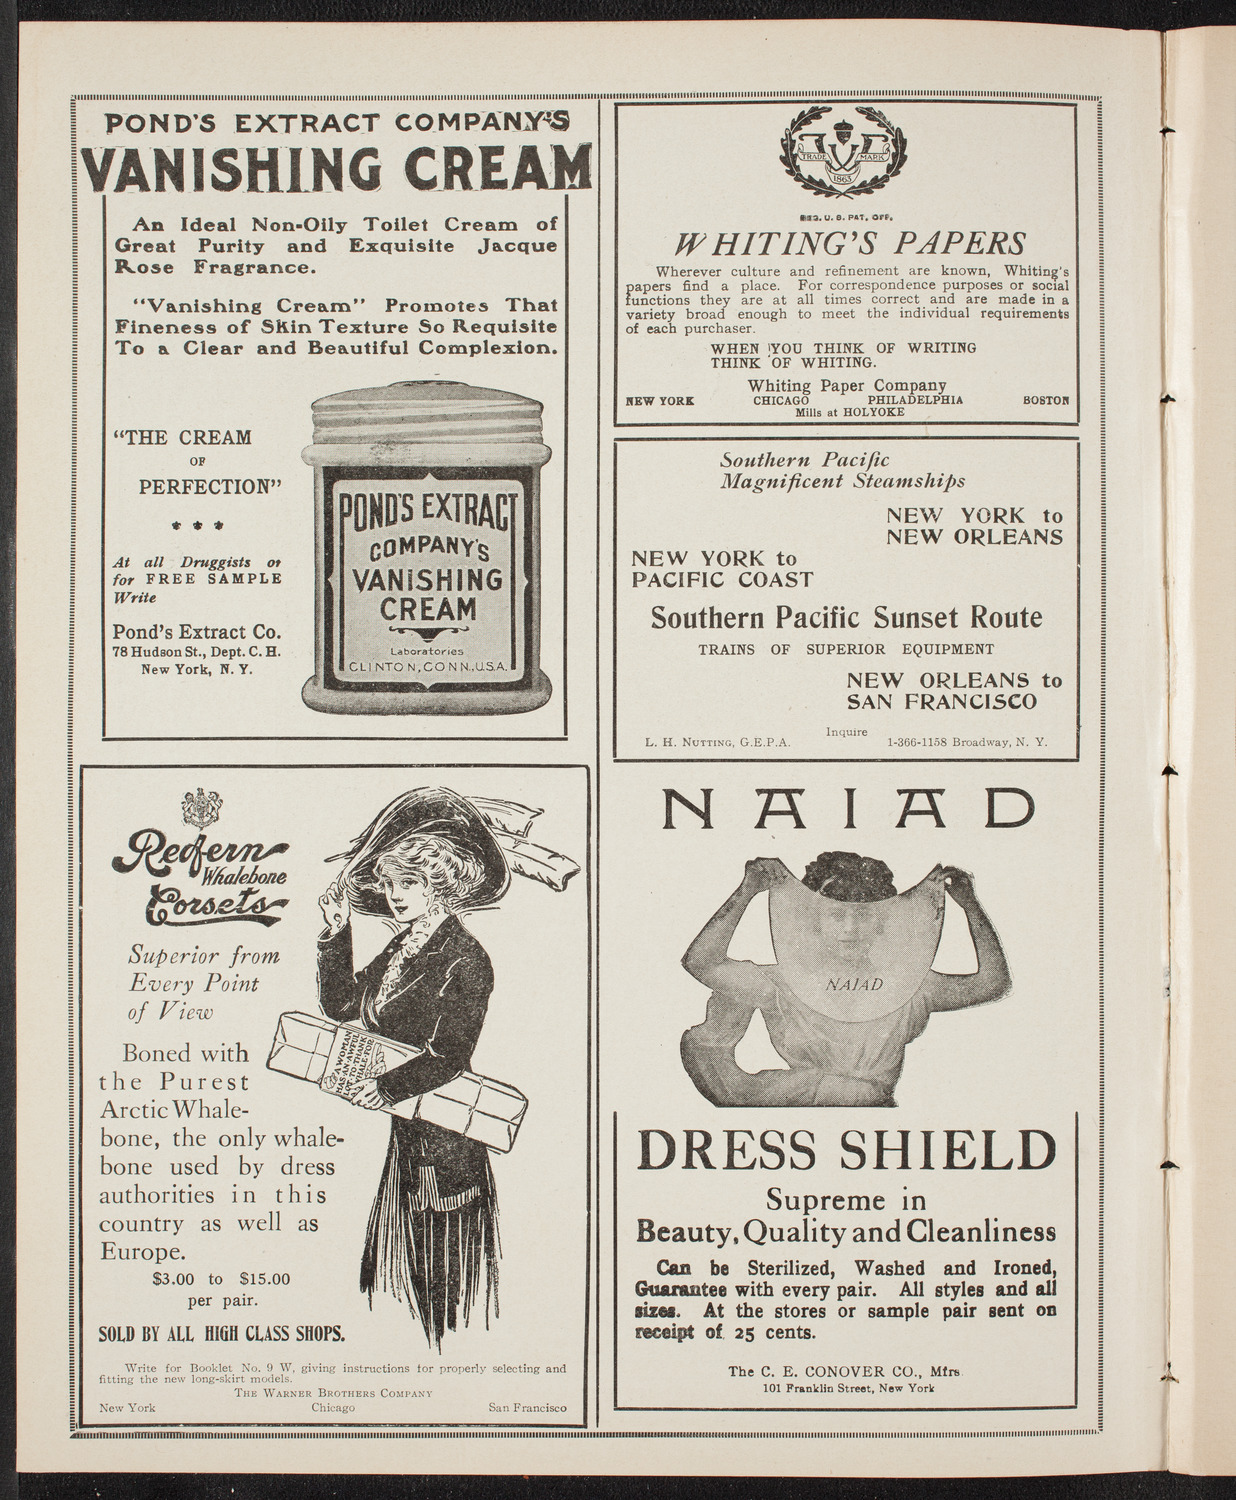 POND'S EXTRACT COMPANY'S
VANISHING CREAM
An Ideal Non-Oily Toilet Cream of
Great Purity and Exquisite Jacque
Rose Fragrance.
"Vanishing Cream" Promotes That
Fineness of Skin Texture So Requisite
To a Clear and Beautiful Complexion.
"THE CREAM
OF
PERFECTION"
* * *
At all Druggists or
for FREE SAMPLE
Write
Pond's Extract Co.
78 Hudson St., Dept. C. H.
New York, N. Y.
POND'S EXTRACT
COMPANY'S
VANISHING
CREAM
Laboratories
CLINTON, CONN., U.S.A.
TRADE MARK
1863
REG. U. S. PAT. OFF.
WHITING'S PAPERS
Wherever culture and refinement are known, Whiting's
papers find a place. For correspondence purposes or social
functions they are at all times correct and are made in a
variety broad enough to meet the individual requirements
of each purchaser.
WHEN YOU THINK OF WRITING
THINK OF WHITING.
Whiting Paper Company
NEW YORK CHICAGO PHILADELPHIA BOSTON
Mills at HOLYOKE
Southern Pacific
Magnificent Steamships
NEW YORK to
NEW ORLEANS
NEW YORK to
PACIFIC COAST
Southern Pacific Sunset Route
TRAINS OF SUPERIOR EQUIPMENT
NEW ORLEANS to
SAN FRANCISCO
Inquire
L. H. NUTTING, G.E.P.A. 1-366-1158 Broadway, N. Y.
Redfern
Whalebone
Corsets
Superior from
Every Point
of View
Boned with
the Purest
Arctic Whale-
bone, the only whale-
bone used by dress
authorities in this
country as well as
Europe.
$3.00 to $15.00
per pair.
SOLD BY ALL HIGH CLASS SHOPS.
A WOMAN
HAS AN AWFUL
LOT TO THANK
A WHALE FOR
Write for Booklet No. 9 W, giving instructions for properly selecting and
fitting the new long-skirt models.
THE WARNER BROTHERS COMPANY
New York Chicago San Francisco
NAIAD
NAIAD
DRESS SHIELD
Supreme in
Beauty, Quality and Cleanliness
Can be Sterilized, Washed and Ironed,
Guarantee with every pair. All styles and all
sizes. At the stores or sample pair sent on
receipt of 25 cents.
The C. E. CONOVER CO., Mfrs
101 Franklin Street, New York